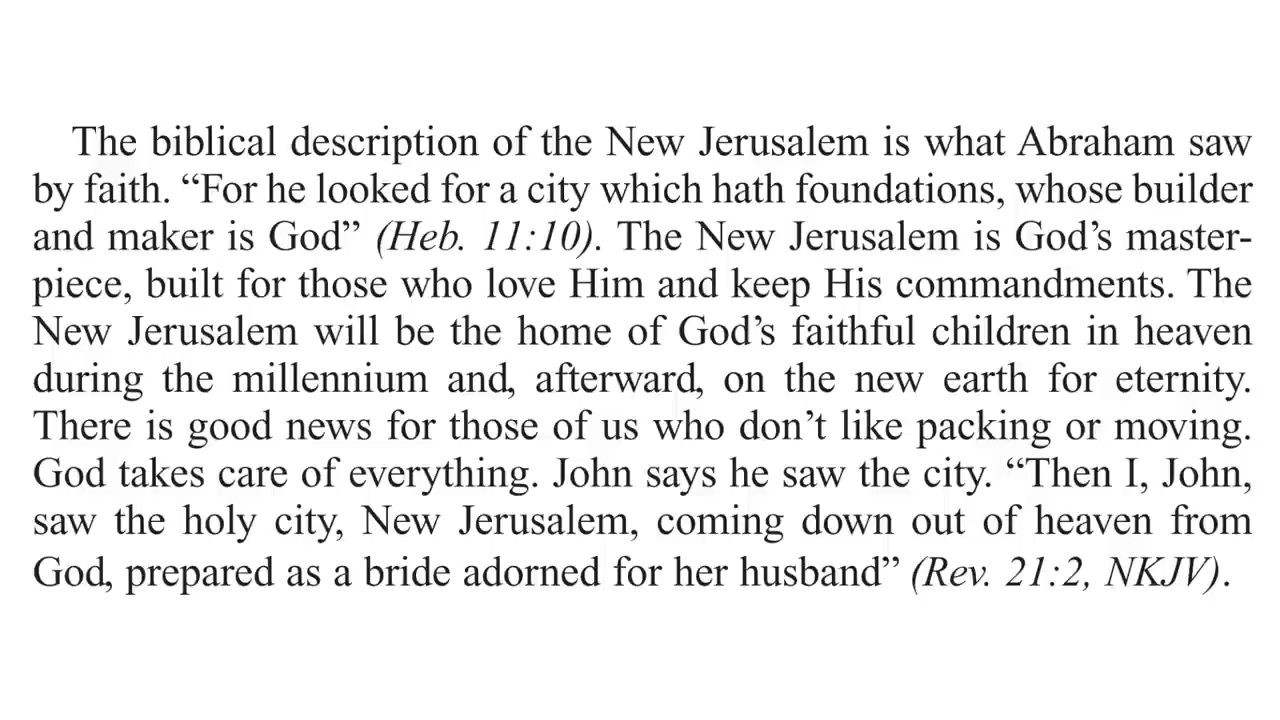 The biblical description of the New Jerusalem is what Abraham saw
by faith. “For he looked for a city which hath foundations, whose builder
and maker is God” (Heb. 11:10). The New Jerusalem is God’s master-
piece, built for those who love Him and keep His commandments. The
New Jerusalem will be the home of God’s faithful children in heaven
during the millennium and, afterward, on the new earth for eternity.
There is good news for those of us who don’t like packing or moving.
God takes care of everything. John says he saw the city. “Then I, John,
saw the holy city, New Jerusalem, coming down out of heaven from
God, prepared as a bride adorned for her husband” (Rev. 21:2, NKJV).